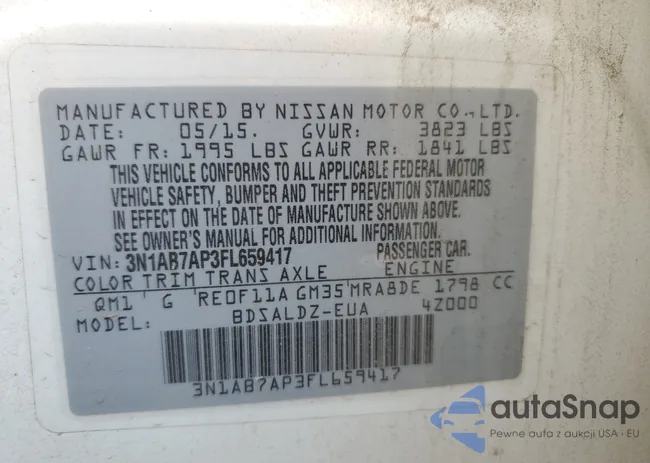 MANUFACTURED BY NISSAN MOTOR CO., LTD.
DATE: 05/15. GVWR: 3823 LBS
GAWR FR: 1995 LBS GAWR RR: 1841 LBS
THIS VEHICLE CONFORMS TO ALL APPLICABLE FEDERAL MOTOR
VEHICLE SAFETY, BUMPER AND THEFT PREVENTION STANDARDS
IN EFFECT ON THE DATE OF MANUFACTURE SHOWN ABOVE.
SEE OWNER'S MANUAL FOR ADDITIONAL INFORMATION.
VIN: 3N1AB7AP3FL659417 PASSENGER CAR.
COLOR TRIM TRANS AXLE ENGINE
QM1 G RE0F11A GM35 MRA8DE 1798 CC
MODEL: BDSALDZ-EUA 4Z000
3N1AB7AP3FL659417
autaSnap
Pewne auta z aukcji USA - EU